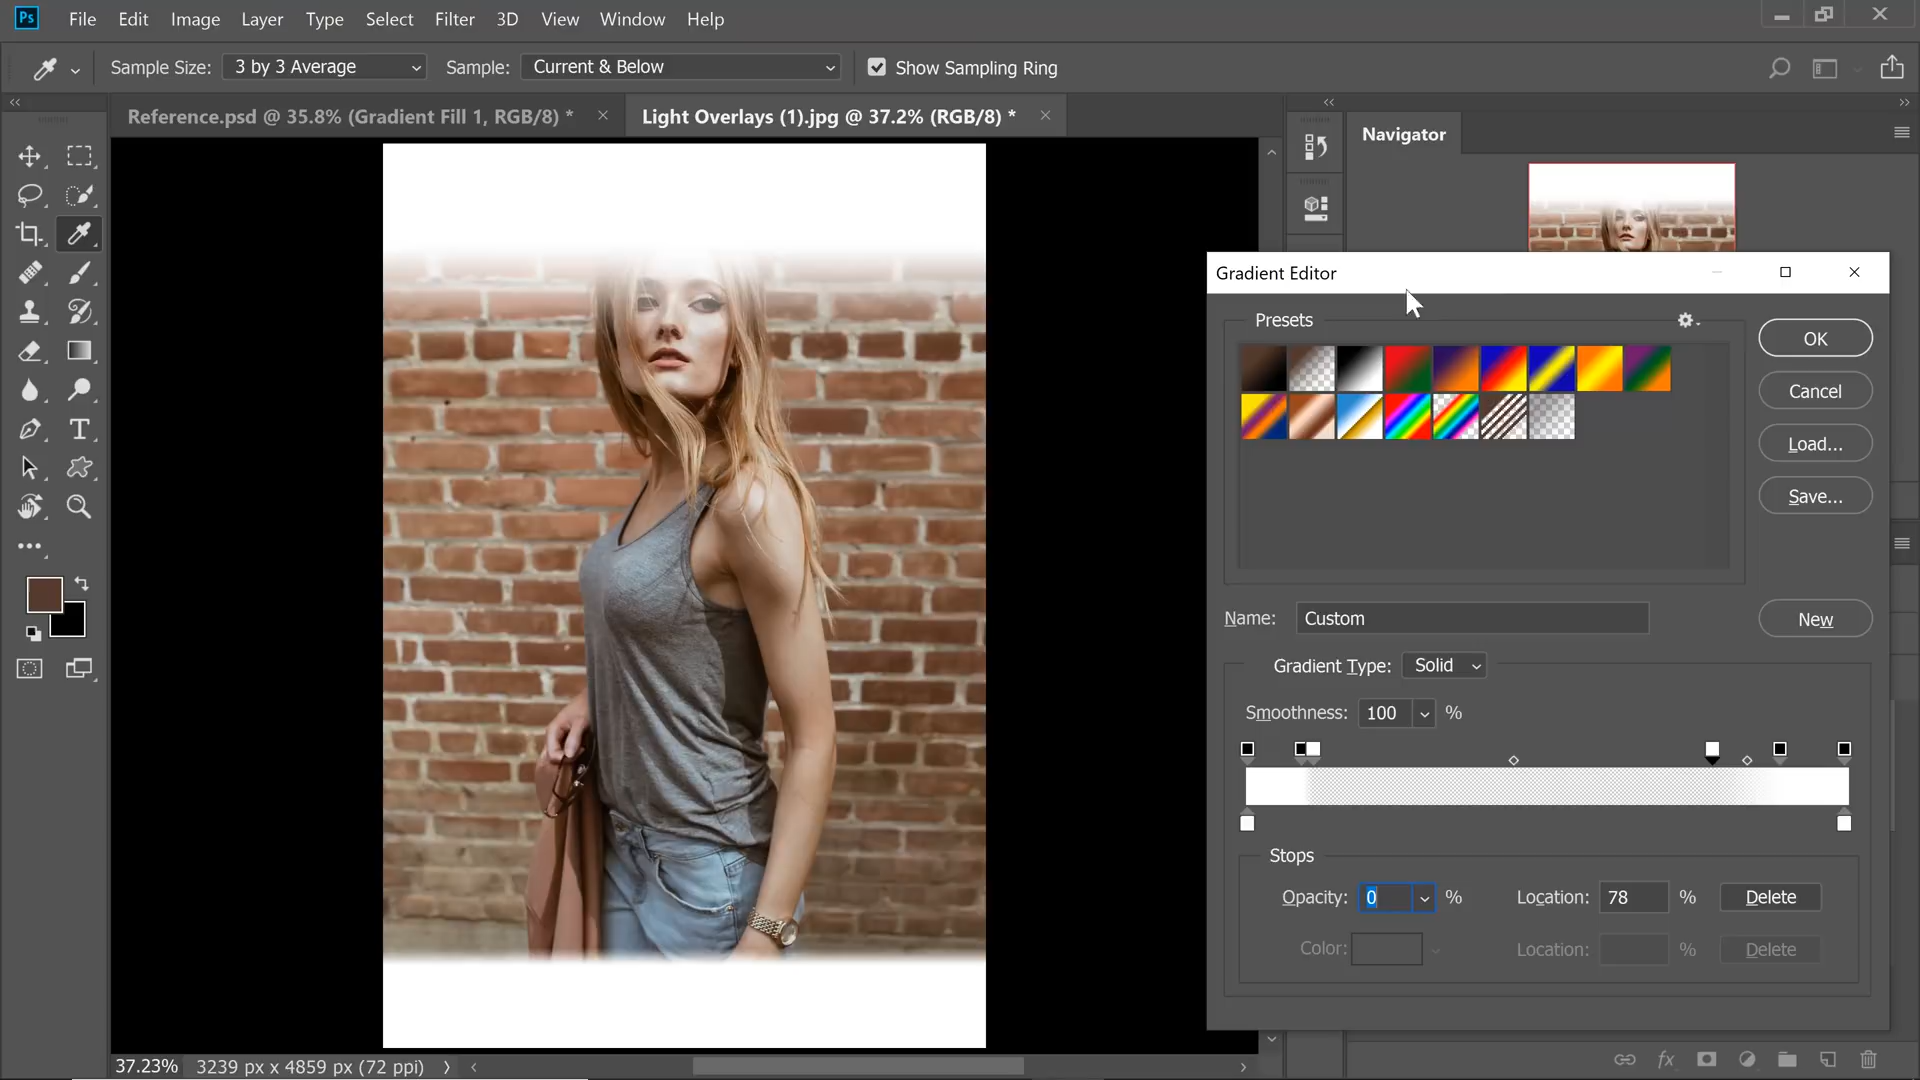 Ps File Edit Image Layer Type Select Filter 3D View Window Help
Sample Size: 3 by 3 Average Sample: Current & Below Show Sampling Ring
Reference.psd @ 35.8% (Gradient Fill 1, RGB/8) * Light Overlays (1).jpg @ 37.2% (RGB/8) *
Navigator
Gradient Editor
Presets
OK
Cancel
Load...
Save...
Name: Custom New
Gradient Type: Solid
Smoothness: 100 %
Stops
Opacity: 0 % Location: 78 % Delete
Color: Location: % Delete
37.23% 3239 px x 4859 px (72 ppi)
fx